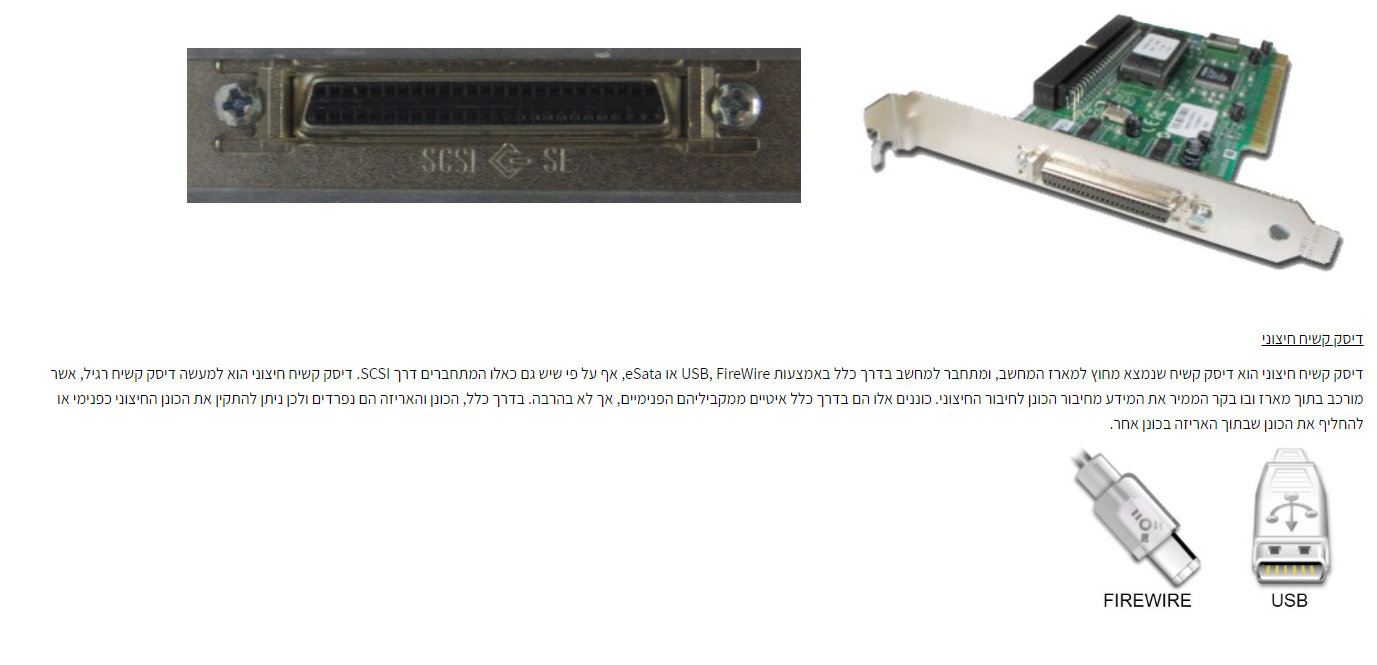 SCSI SE
דיסק קשיח חיצוני
דיסק קשיח חיצוני הוא דיסק קשיח שנמצא מחוץ למארז המחשב, ומתחבר למחשב בדרך כלל באמצעות USB, FireWire או eSata, אף על פי שיש גם כאלו המתחברים דרך SCSI. דיסק קשיח חיצוני הוא למעשה דיסק קשיח רגיל, אשר
מורכב בתוך מארז ובו בקר הממיר את המידע מחיבור הכונן לחיבור החיצוני. כוננים אלו הם בדרך כלל איטיים ממקביליהם הפנימיים, אך לא בהרבה. בדרך כלל, הכונן והאריזה הם נפרדים ולכן ניתן להתקין את הכונן החיצוני כפנימי או
להחליף את הכונן שבתוך האריזה בכונן אחר.
FIREWIRE
USB